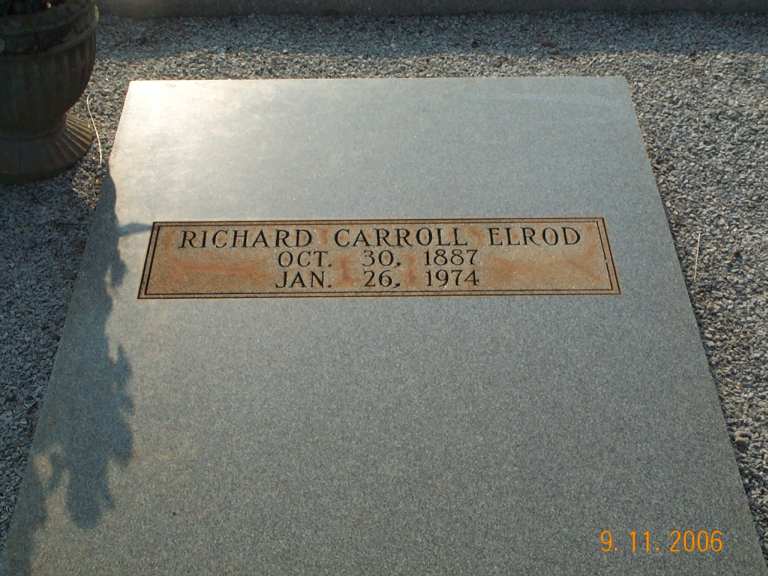 RICHARD CARROLL ELROD
OCT. 30, 1887
JAN. 26, 1974
9. 11. 2006